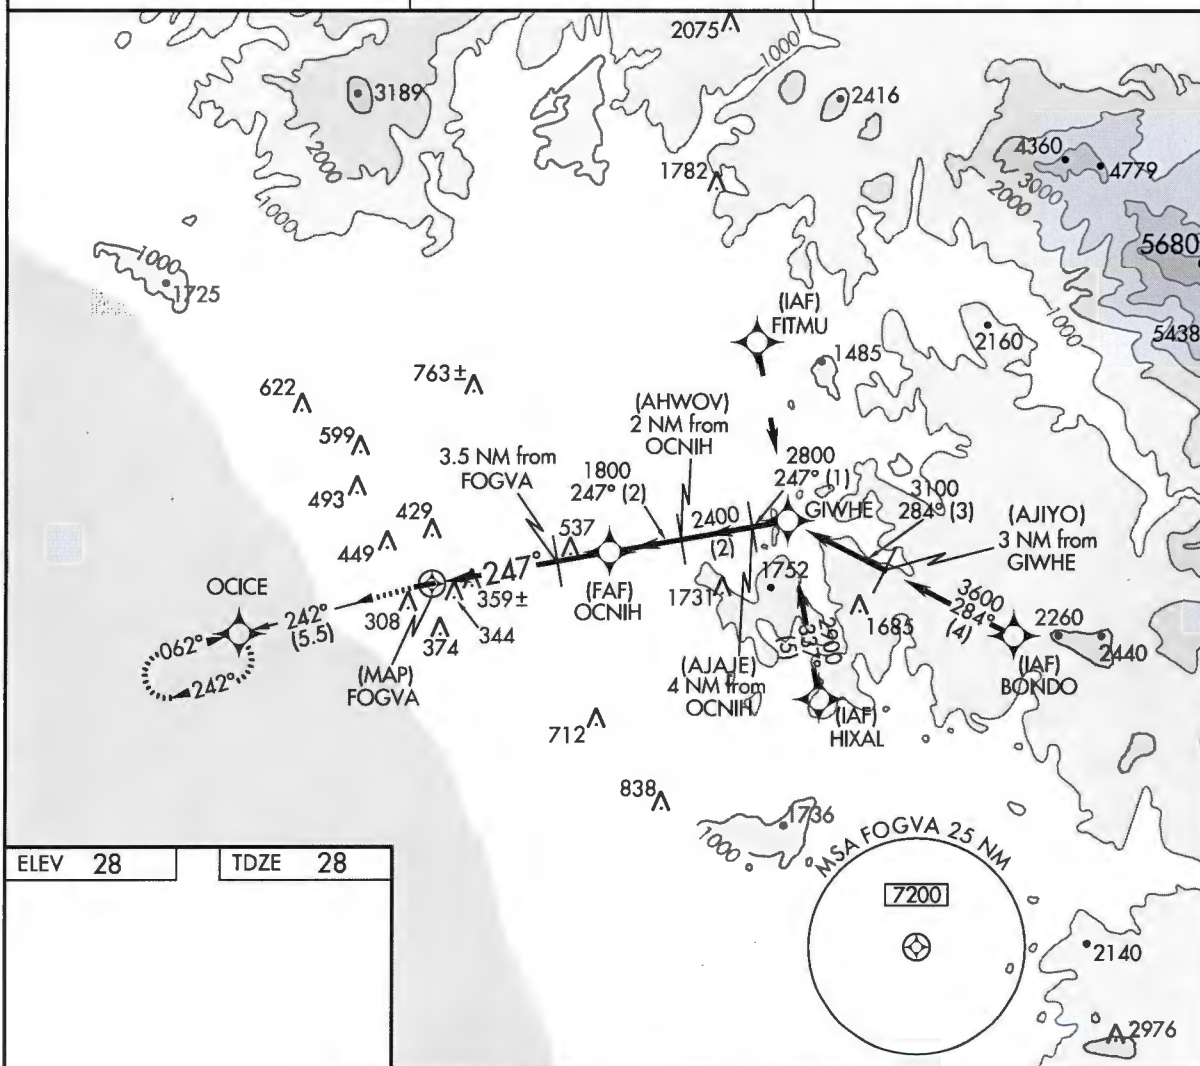 2075
1000
3189
2416
2000
1782
4360
4779
3000
2000
1000
5680
1000
1725
(IAF)
FITMU
1000
5438
2160
1485
763±
622
599
(AHWOV)
2 NM from
OCNIH
3.5 NM from
FOGVA
1800
247° (2)
2800
247° (1)
493
3100
284° (3)
GIWHE
2400
(2)
(AJIYO)
3 NM from
GIWHE
429
537
449
247°
OCICE
(FAF)
OCNIH
1752
1731
359±
308
344
374
242°
(5.5)
062°
242°
(MAP)
FOGVA
3600
284°
(4)
2260
2440
1685
2900
337°
(5)
(IAF)
BONDO
(AJAJE)
4 NM from
OCNIH
(IAF)
HIXAL
712
838
1736
1000
MSA FOGVA 25 NM
7200
ELEV 28
TDZE 28
2140
2976